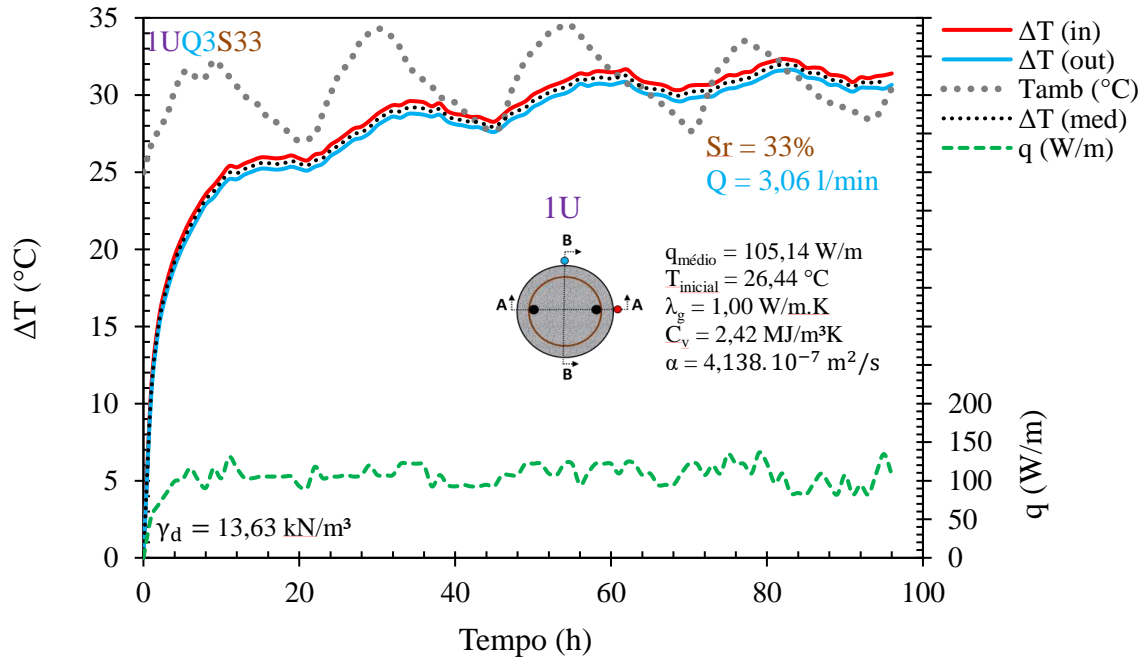 1UQ3S33
ΔT (°C)
35
30
25
20
15
10
5
0
ΔT (in)
ΔT (out)
Tamb (°C)
ΔT (med)
q (W/m)
Sr = 33%
Q = 3,06 l/min
1U
B
A
A
B
q_médio = 105,14 W/m
T_inicial = 26,44 °C
λ_g = 1,00 W/m.K
C_v = 2,42 MJ/m³K
α = 4,138.10⁻⁷ m²/s
γ_d = 13,63 kN/m³
200
150
100
50
0
q (W/m)
0 20 40 60 80 100
Tempo (h)